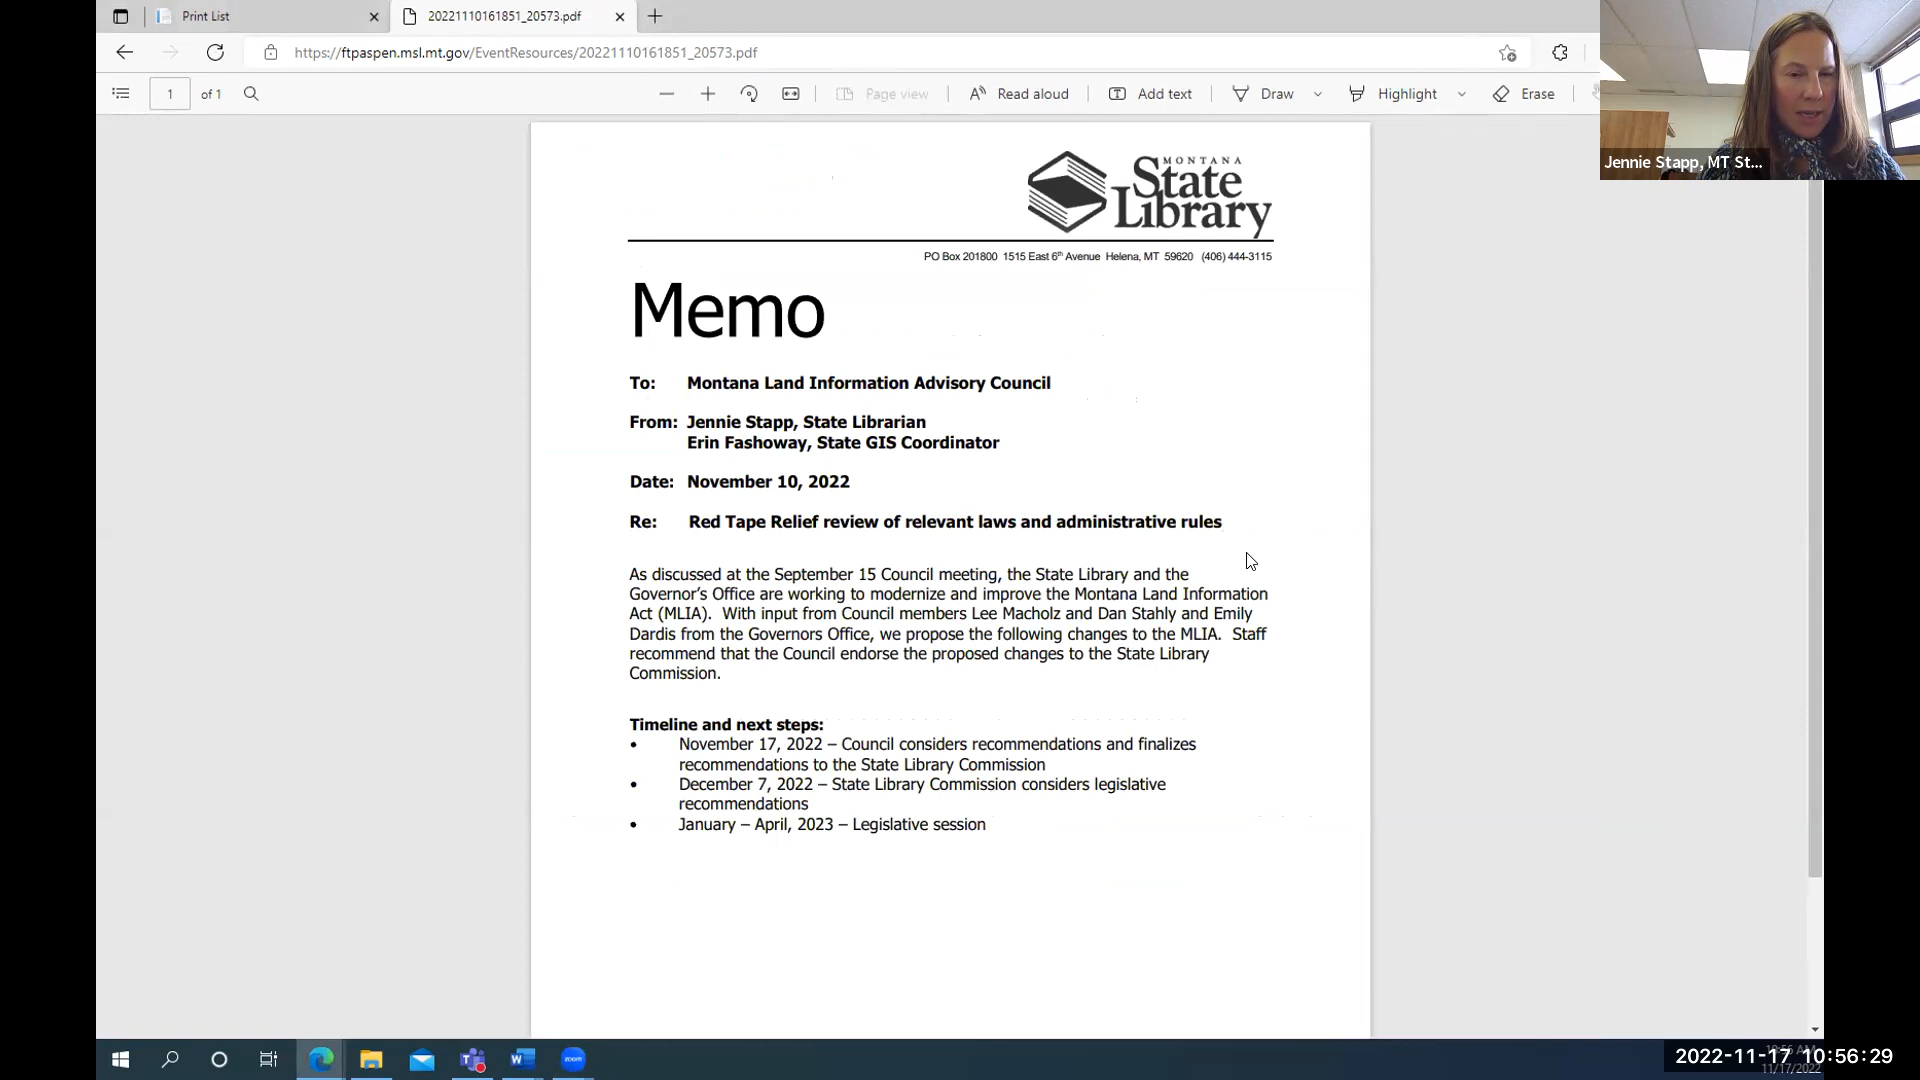 Print List
20221110161851_20573.pdf
https://ftpaspen.msl.mt.gov/EventResources/20221110161851_20573.pdf
1 of 1
Page view
Read aloud
Add text
Draw
Highlight
Erase
Jennie Stapp, MT St...
MONTANA
State
Library
PO Box 201800 1515 East 6th Avenue Helena, MT 59620 (406) 444-3115
Memo
To: Montana Land Information Advisory Council
From: Jennie Stapp, State Librarian
Erin Fashoway, State GIS Coordinator
Date: November 10, 2022
Re: Red Tape Relief review of relevant laws and administrative rules
As discussed at the September 15 Council meeting, the State Library and the
Governor's Office are working to modernize and improve the Montana Land Information
Act (MLIA). With input from Council members Lee Macholz and Dan Stahly and Emily
Dardis from the Governors Office, we propose the following changes to the MLIA. Staff
recommend that the Council endorse the proposed changes to the State Library
Commission.
Timeline and next steps:
• November 17, 2022 – Council considers recommendations and finalizes
recommendations to the State Library Commission
• December 7, 2022 – State Library Commission considers legislative
recommendations
• January – April, 2023 – Legislative session
zoom
2022-11-17 10:56:29
11/17/2022